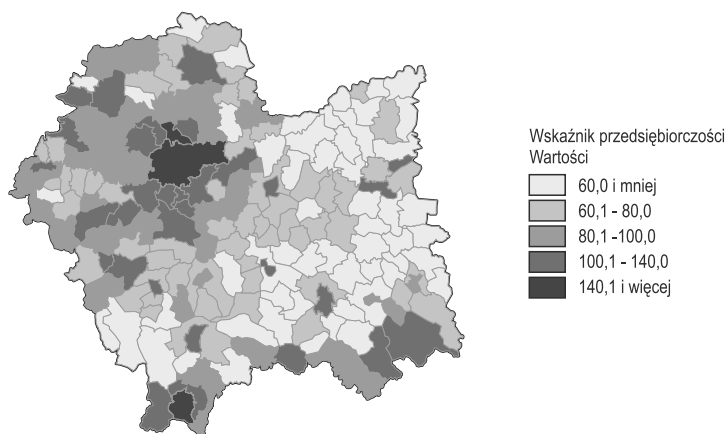 Wskaźnik przedsiębiorczości
Wartości
60,0 i mniej
60,1 - 80,0
80,1 -100,0
100,1 - 140,0
140,1 i więcej